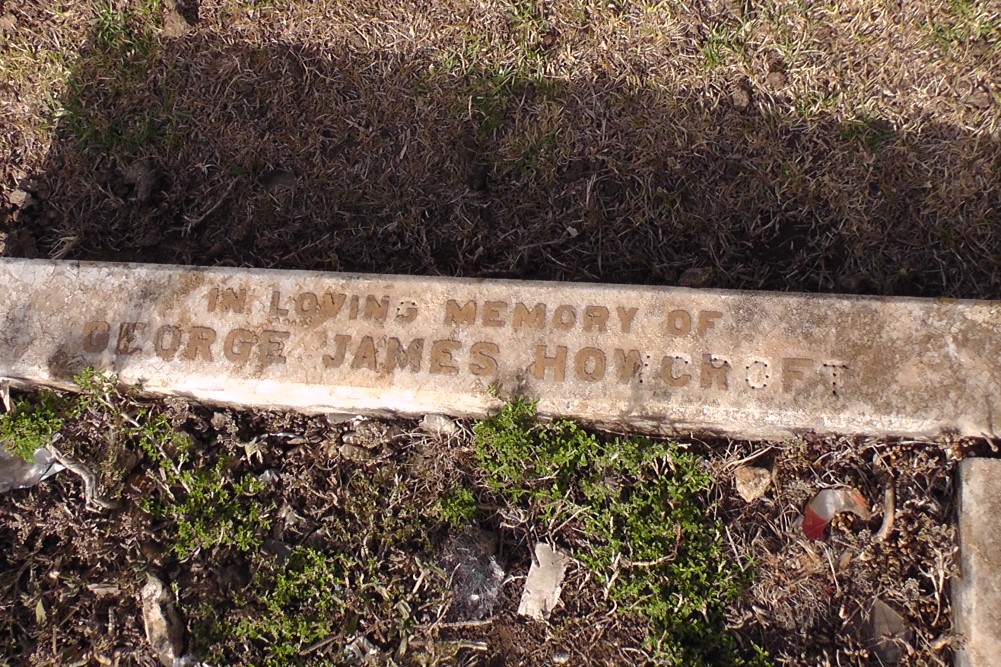 IN LOVING MEMORY OF
GEORGE JAMES HOWCROFT